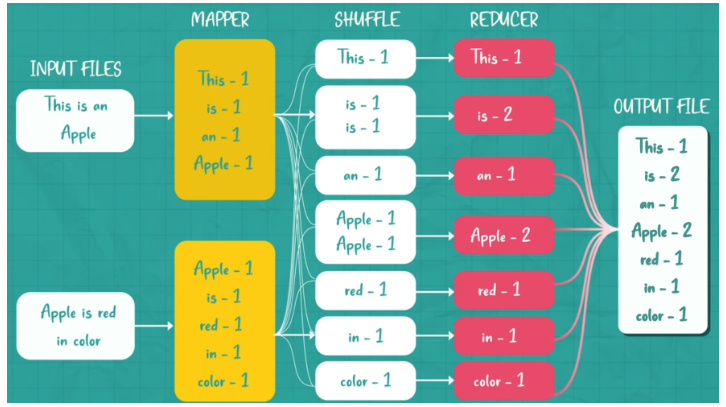 INPUT FILES
This is an
Apple
Apple is red
in color
MAPPER
This - 1
is - 1
an - 1
Apple - 1
Apple - 1
is - 1
red - 1
in - 1
color - 1
SHUFFLE
This - 1
is - 1
is - 1
an - 1
Apple - 1
Apple - 1
red - 1
in - 1
color - 1
REDUCER
This - 1
is - 2
an - 1
Apple - 2
red - 1
in - 1
color - 1
OUTPUT FILE
This - 1
is - 2
an - 1
Apple - 2
red - 1
in - 1
color - 1